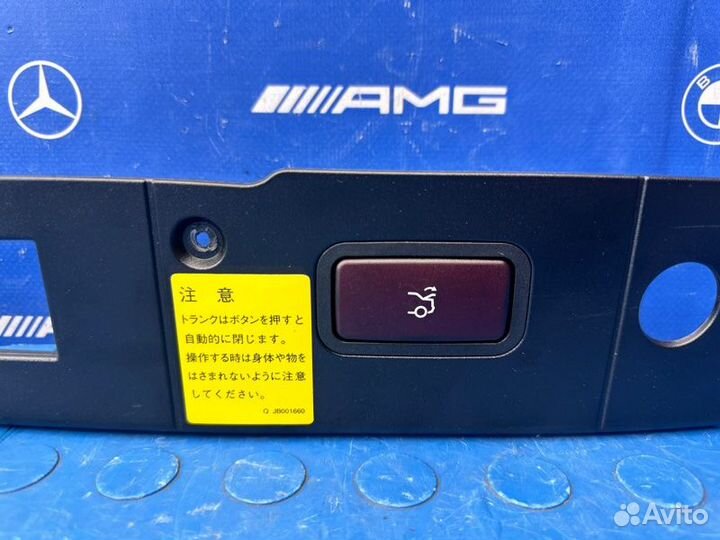 AMG
B
AMG
注 意
トランクはボタンを押すと
自動的に閉じます。
操作する時は身体や物を
はさまれないように注意
してください。
Q JB001660
Avito